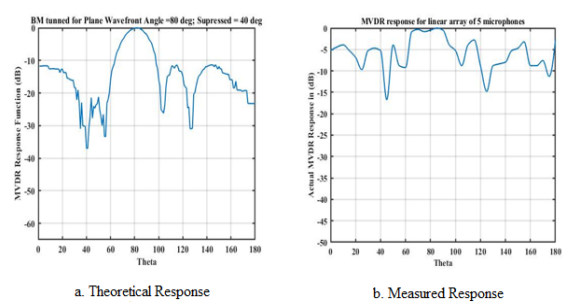 BM tunned for Plane Wavefront Angle =80 deg; Supressed = 40 deg
MVDR Response Function (dB)
0
-10
-20
-30
-40
-50
-60
0 20 40 60 80 100 120 140 160 180
Theta
a. Theoretical Response
MVDR response for linear array of 5 microphones
Actual MVDR Response in (dB)
0
-5
-10
-15
-20
-25
-30
-35
-40
-45
-50
0 20 40 60 80 100 120 140 160 180
Theta
b. Measured Response